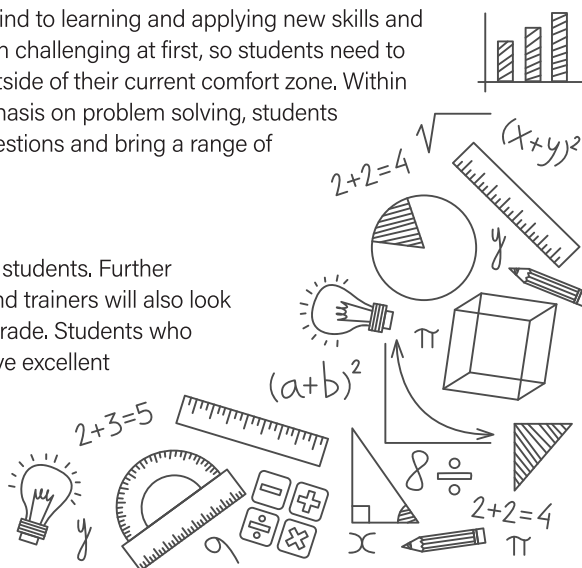 ind to learning and applying new skills and
n challenging at first, so students need to
tside of their current comfort zone. Within
hasis on problem solving, students
estions and bring a range of
students. Further
nd trainers will also look
rade. Students who
ve excellent
√
(x+y)²
2+2=4
y
π
(a+b)²
2+3=5
8 ÷
2+2=4
y
9
− +
÷ ×
x
π